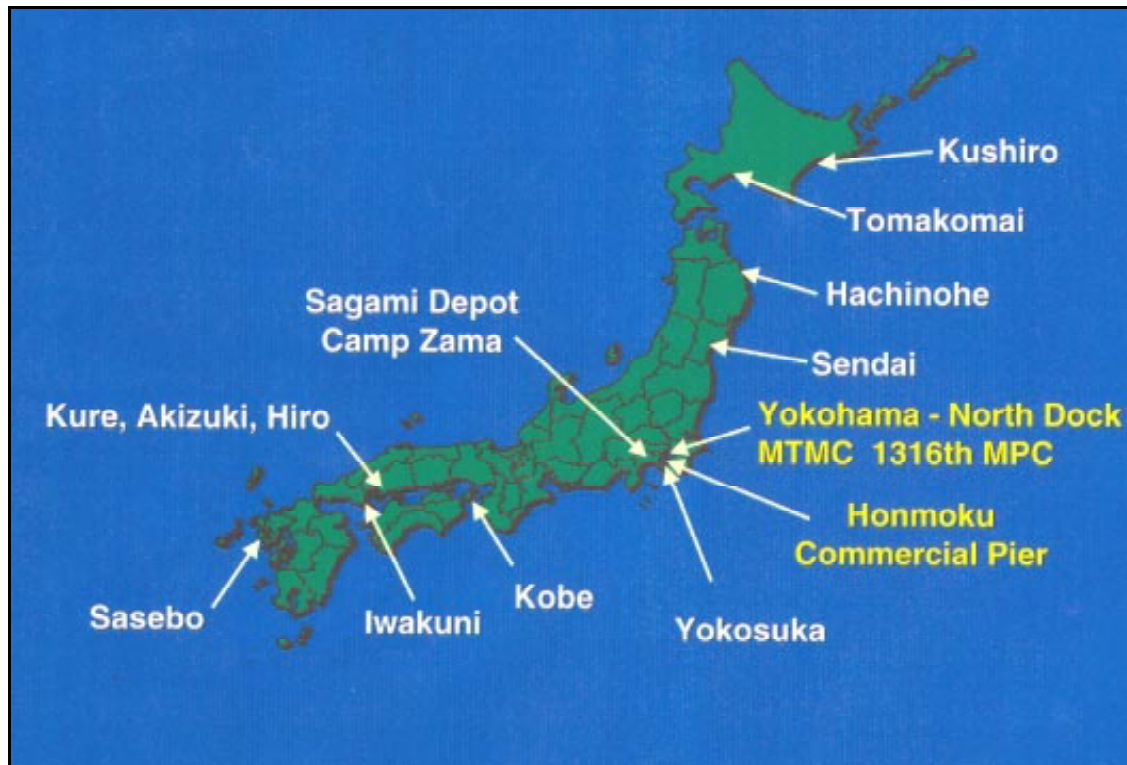 Kushiro
Tomakomai
Hachinohe
Sagami Depot
Camp Zama
Sendai
Kure, Akizuki, Hiro
Yokohama - North Dock
MTMC 1316th MPC
Honmoku
Commercial Pier
Kobe
Sasebo
Iwakuni
Yokosuka